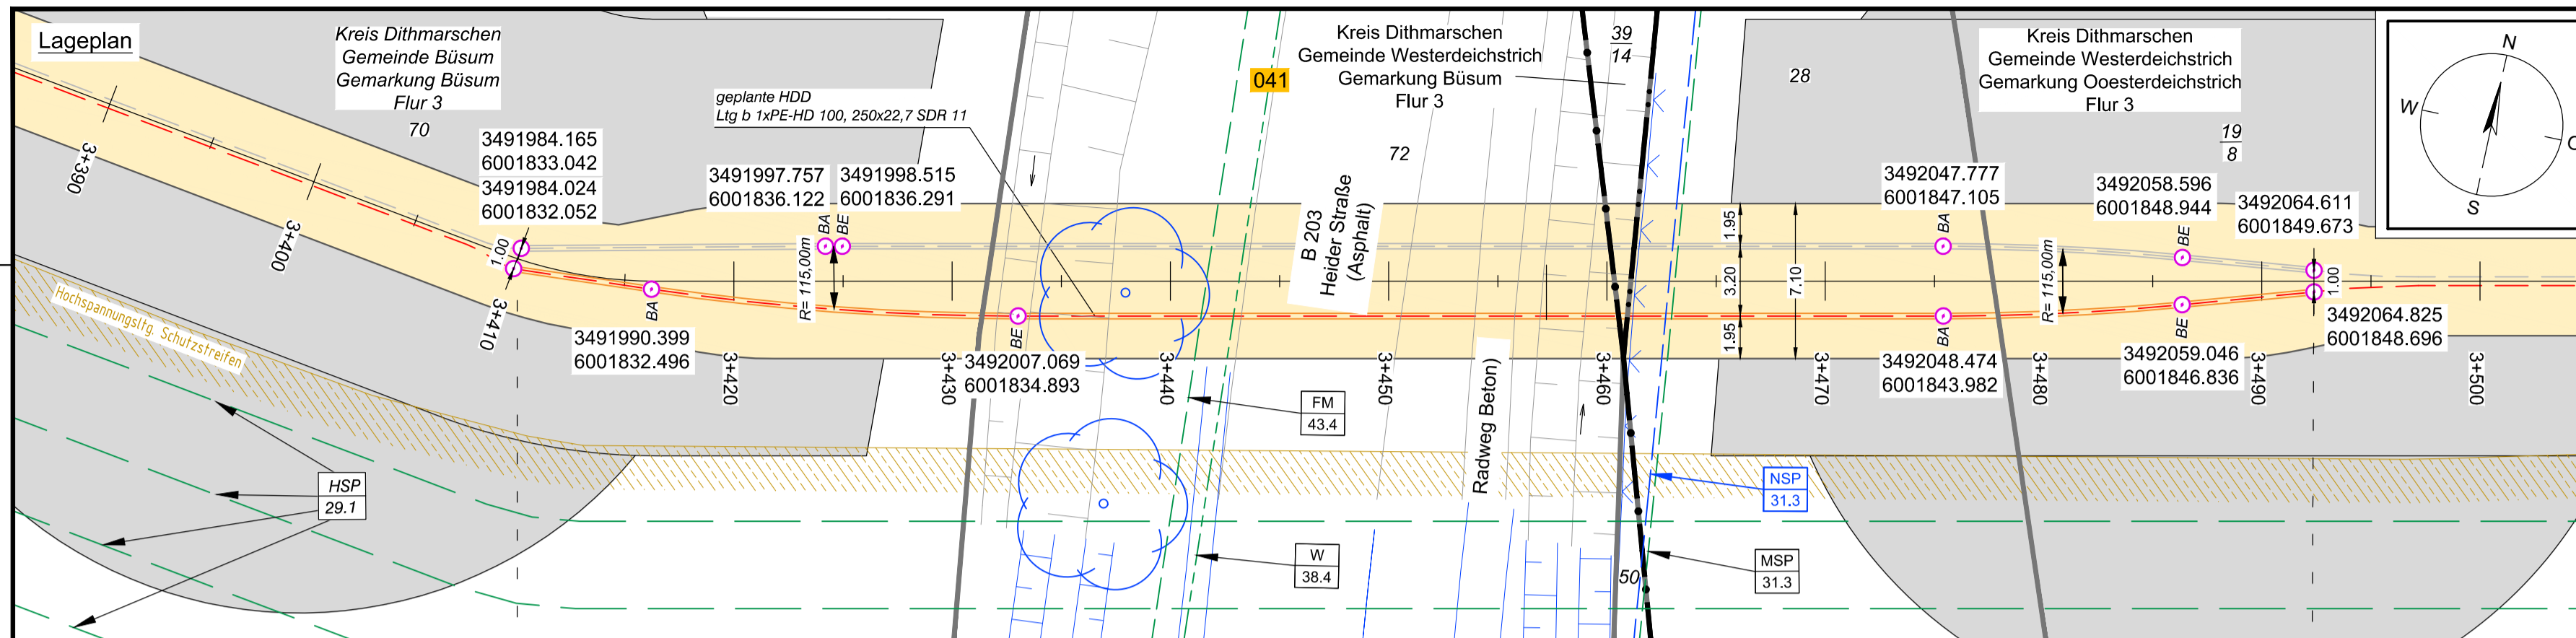 Lageplan
Kreis Dithmarschen
Gemeinde Büsum
Gemarkung Büsum
Flur 3
70
geplante HDD
Ltg b 1xPE-HD 100, 250x22,7 SDR 11
041
Kreis Dithmarschen
Gemeinde Westerdeichstrich
Gemarkung Büsum
Flur 3
72
39
14
28
Kreis Dithmarschen
Gemeinde Westerdeichstrich
Gemarkung Ooesterdeichstrich
Flur 3
19
8
N
W
S
3491984.165
6001833.042
3491984.024
6001832.052
3491997.757
6001836.122
3491998.515
6001836.291
3492047.777
6001847.105
3492058.596
6001848.944
3492064.611
6001849.673
BA
BE
BA
BE
1.00
R= 115,00m
B 203
Heider Straße
(Asphalt)
1.95
3.20
1.95
7.10
R= 115,00m
1.00
BA
BE
BA
BE
3491990.399
6001832.496
3492007.069
6001834.893
3492048.474
6001843.982
3492059.046
6001846.836
3492064.825
6001848.696
3+390
3+400
3+410
3+420
3+430
3+440
3+450
3+460
3+470
3+480
3+490
3+500
Hochspannungsltg. Schutzstreifen
Radweg Beton)
FM
43.4
HSP
29.1
W
38.4
NSP
31.3
MSP
31.3
50